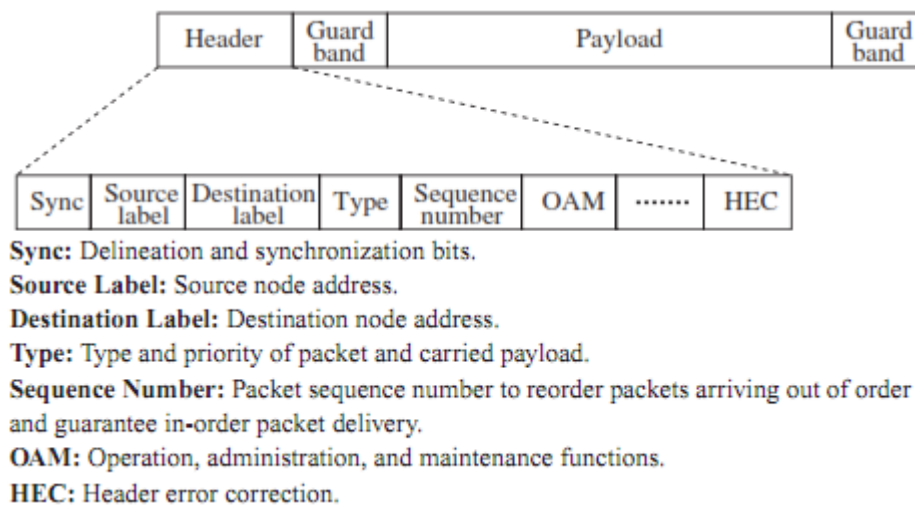 Header Guard band Payload Guard band
Sync Source label Destination label Type Sequence number OAM ....... HEC
Sync: Delineation and synchronization bits.
Source Label: Source node address.
Destination Label: Destination node address.
Type: Type and priority of packet and carried payload.
Sequence Number: Packet sequence number to reorder packets arriving out of order
and guarantee in-order packet delivery.
OAM: Operation, administration, and maintenance functions.
HEC: Header error correction.